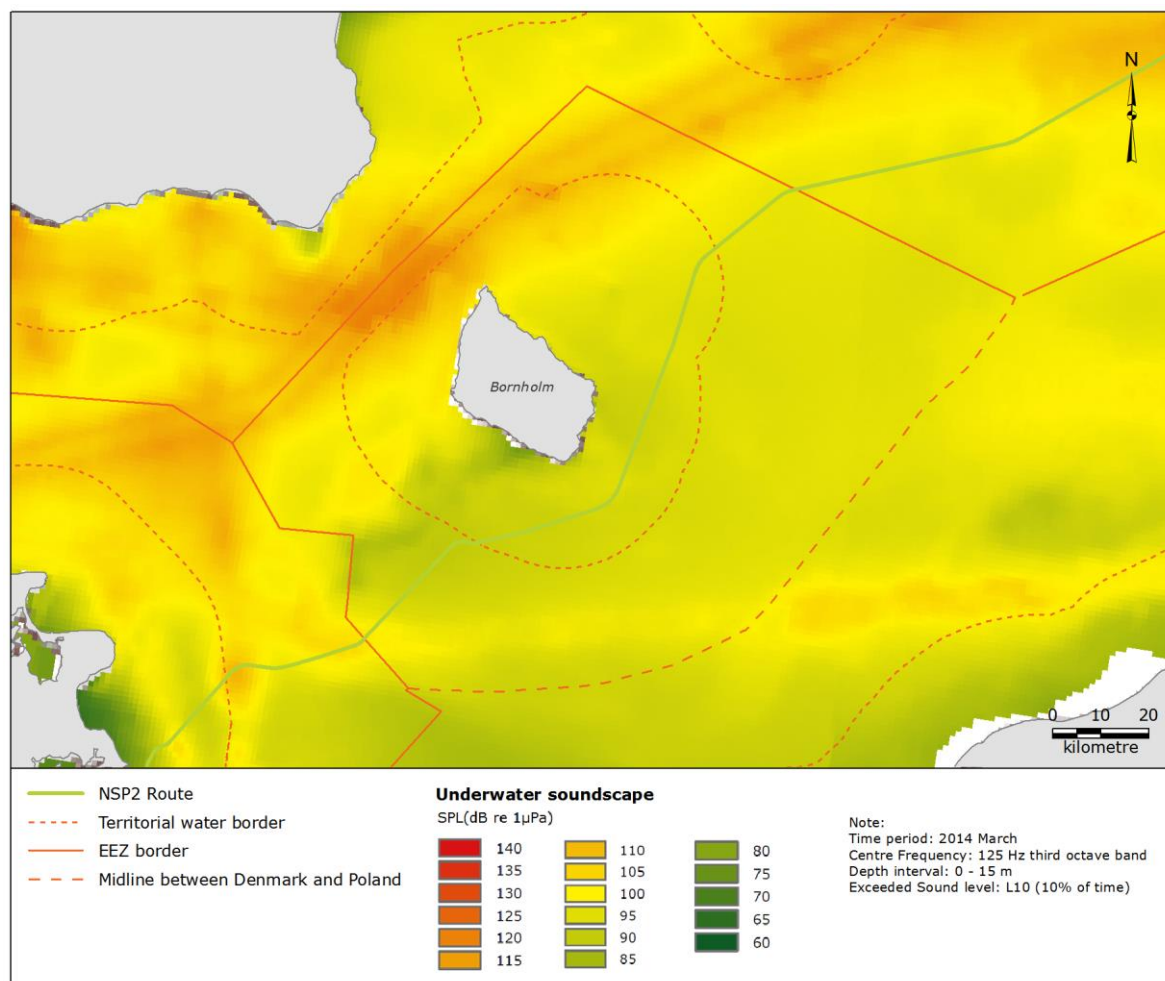 N
Bornholm
0 10 20
kilometre
NSP2 Route
Territorial water border
EEZ border
Midline between Denmark and Poland
Underwater soundscape
SPL(dB re 1µPa)
140
135
130
125
120
115
110
105
100
95
90
85
80
75
70
65
60
Note:
Time period: 2014 March
Centre Frequency: 125 Hz third octave band
Depth interval: 0 - 15 m
Exceeded Sound level: L10 (10% of time)